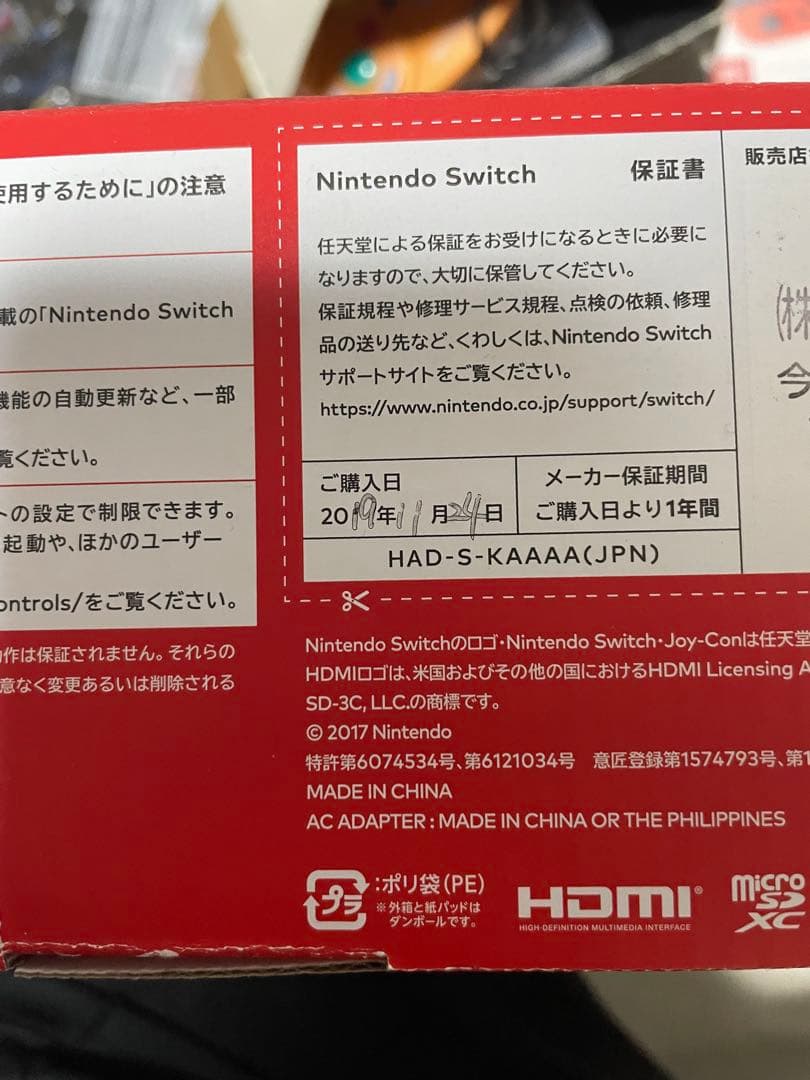 使用するために」の注意
載の「Nintendo Switch
機能の自動更新など、一部
覧ください。
トの設定で制限できます。
起動や、ほかのユーザー
ontrols/をご覧ください。
作は保証されません。それらの
意なく変更あるいは削除される
Nintendo Switch 保証書
任天堂による保証をお受けになるときに必要に
なりますので、大切に保管してください。
保証規程や修理サービス規程、点検の依頼、修理
品の送り先など、くわしくは、Nintendo Switch
サポートサイトをご覧ください。
https://www.nintendo.co.jp/support/switch/
ご購入日
2019年11月24日
メーカー保証期間
ご購入日より1年間
HAD-S-KAAAA(JPN)
販売店
(株
今
Nintendo Switchのロゴ・Nintendo Switch・Joy-Conは任天堂
HDMIロゴは、米国およびその他の国におけるHDMI Licensing A
SD-3C, LLC.の商標です。
© 2017 Nintendo
特許第6074534号、第6121034号 意匠登録第1574793号、第1
MADE IN CHINA
AC ADAPTER : MADE IN CHINA OR THE PHILIPPINES
プラ
:ポリ袋(PE)
※外箱と紙パッドは
ダンボールです。
HDMI®
HIGH-DEFINITION MULTIMEDIA INTERFACE
micro
SD
XC